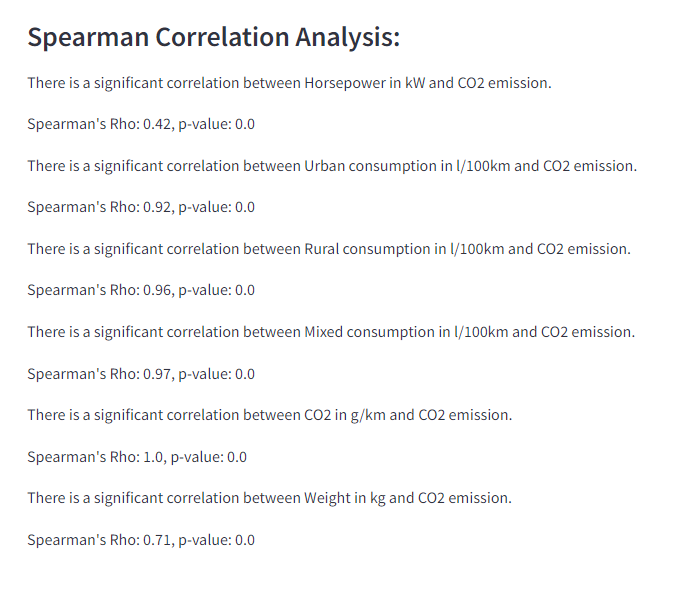 Spearman Correlation Analysis:
There is a significant correlation between Horsepower in kW and CO2 emission.
Spearman's Rho: 0.42, p-value: 0.0
There is a significant correlation between Urban consumption in l/100km and CO2 emission.
Spearman's Rho: 0.92, p-value: 0.0
There is a significant correlation between Rural consumption in l/100km and CO2 emission.
Spearman's Rho: 0.96, p-value: 0.0
There is a significant correlation between Mixed consumption in l/100km and CO2 emission.
Spearman's Rho: 0.97, p-value: 0.0
There is a significant correlation between CO2 in g/km and CO2 emission.
Spearman's Rho: 1.0, p-value: 0.0
There is a significant correlation between Weight in kg and CO2 emission.
Spearman's Rho: 0.71, p-value: 0.0